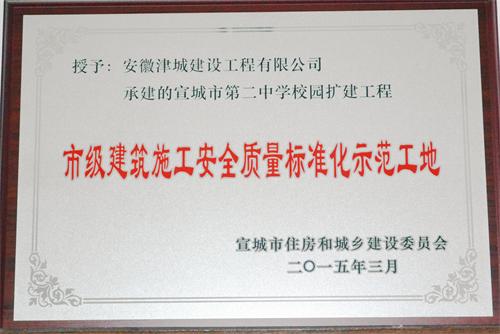 授予：安徽津城建设工程有限公司
承建的宣城市第二中学校园扩建工程
市级建筑施工安全质量标准化示范工地
宣城市住房和城乡建设委员会
二〇一五年三月